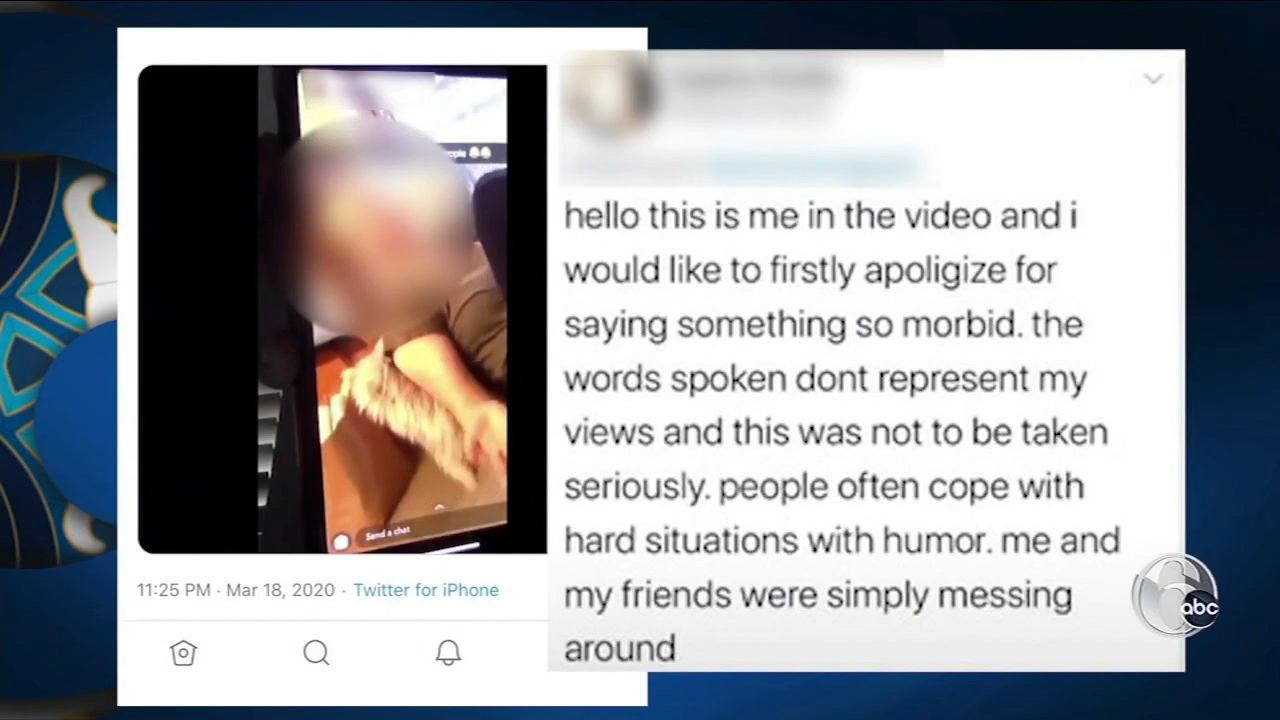 Send a chat
11:25 PM · Mar 18, 2020 · Twitter for iPhone
hello this is me in the video and i
would like to firstly apoligize for
saying something so morbid. the
words spoken dont represent my
views and this was not to be taken
seriously. people often cope with
hard situations with humor. me and
my friends were simply messing
around
abc